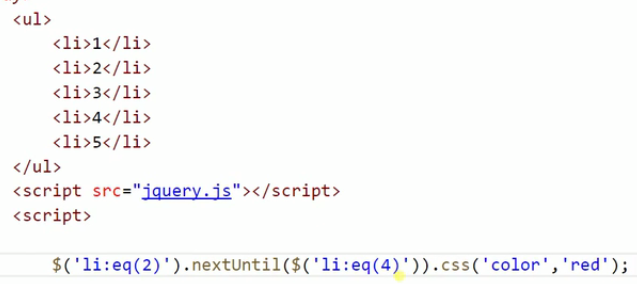 <ul>
<li>1</li>
<li>2</li>
<li>3</li>
<li>4</li>
<li>5</li>
</ul>
<script src="jquery.js"></script>
<script>
$('li:eq(2)').nextUntil($('li:eq(4)')).css('color','red');